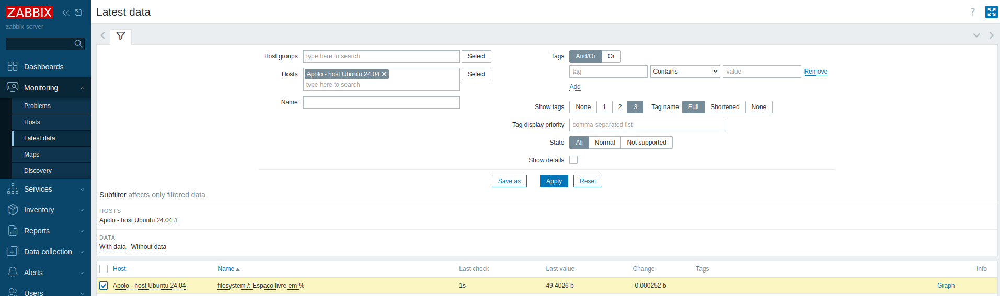 ZABBIX
zabbix-server
Dashboards
Monitoring
Problems
Hosts
Latest data
Maps
Discovery
Services
Inventory
Reports
Data collection
Alerts
Users
Latest data
?
Host groups type here to search Select
Hosts Apolo - host Ubuntu 24.04 Select
type here to search
Name
Tags And/Or Or
tag Contains value Remove
Add
Show tags None 1 2 3 Tag name Full Shortened None
Tag display priority comma-separated list
State All Normal Not supported
Show details
Save as Apply Reset
Subfilter affects only filtered data
HOSTS
Apolo - host Ubuntu 24.04 3
DATA
With data Without data
Host Name Last check Last value Change Tags Info
Apolo - host Ubuntu 24.04 filesystem /: Espaço livre em % 1s 49.4026 b -0.000252 b Graph